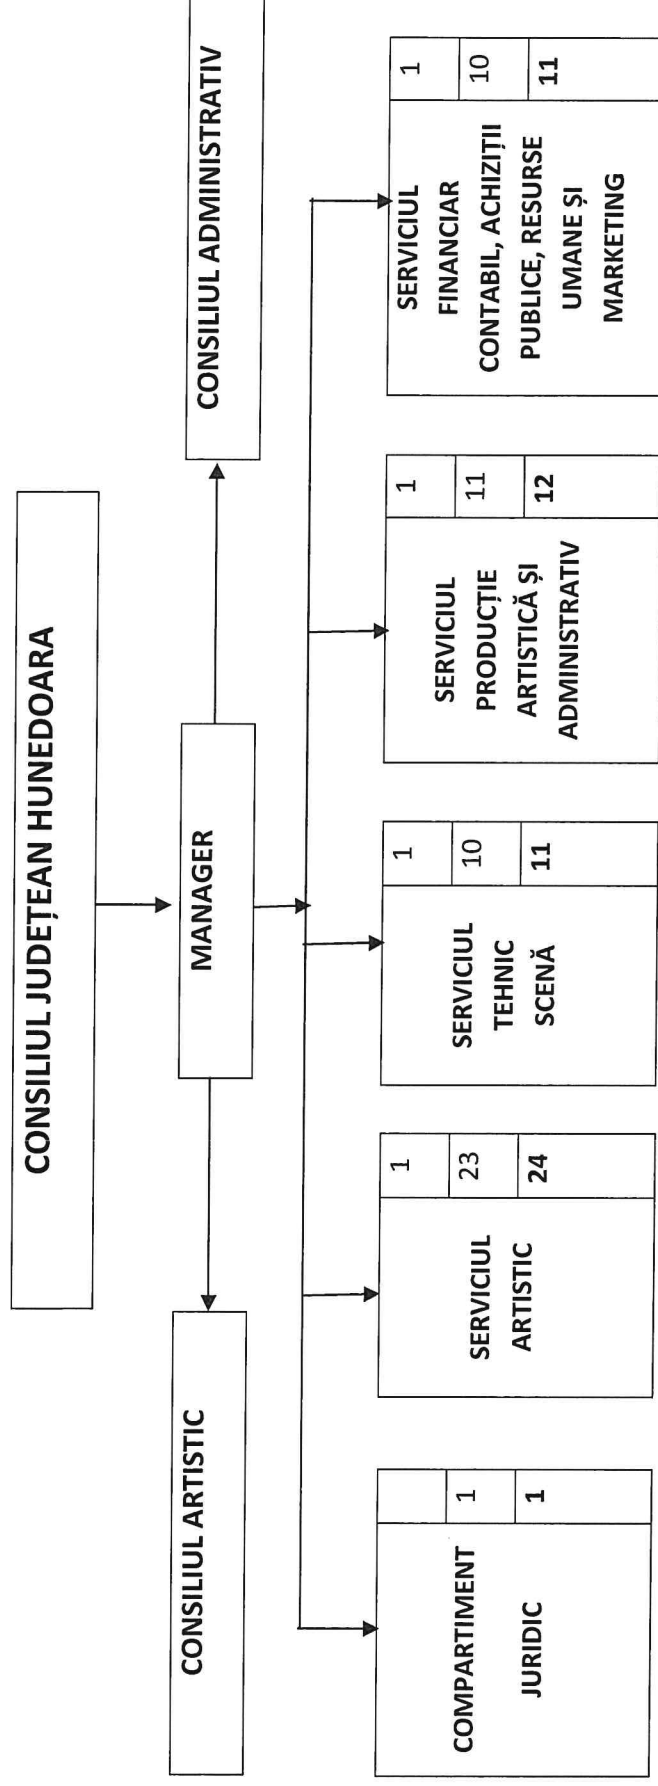 CONSILIUL JUDEȚEAN HUNEDOARA
CONSILIUL ARTISTIC
MANAGER
CONSILIUL ADMINISTRATIV
COMPARTIMENT
JURIDIC
1
1
SERVICIUL
ARTISTIC
1
23
24
SERVICIUL
TEHNIC
SCENĂ
1
10
11
SERVICIUL
PRODUCȚIE
ARTISTICĂ ȘI
ADMINISTRATIV
1
11
12
SERVICIUL
FINANCIAR
CONTABIL, ACHIZIȚII
PUBLICE, RESURSE
UMANE ȘI
MARKETING
1
10
11